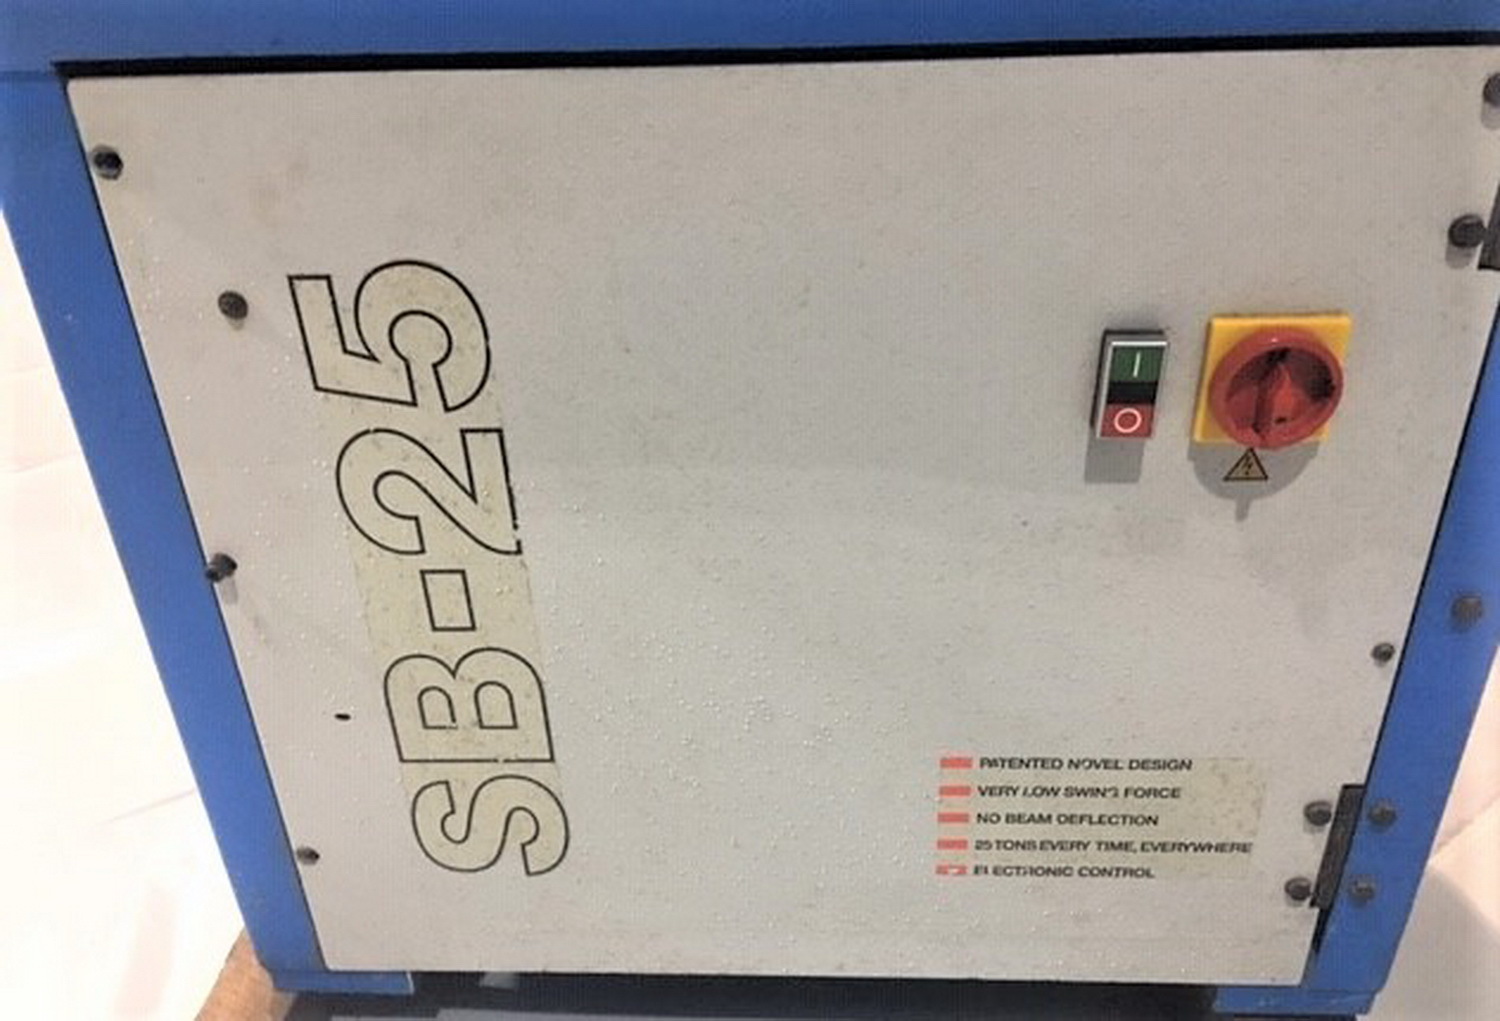 SB-25
PATENTED NOVEL DESIGN
VERY LOW SWING FORCE
NO BEAM DEFLECTION
25 TONS EVERY TIME, EVERYWHERE
ELECTRONIC CONTROL